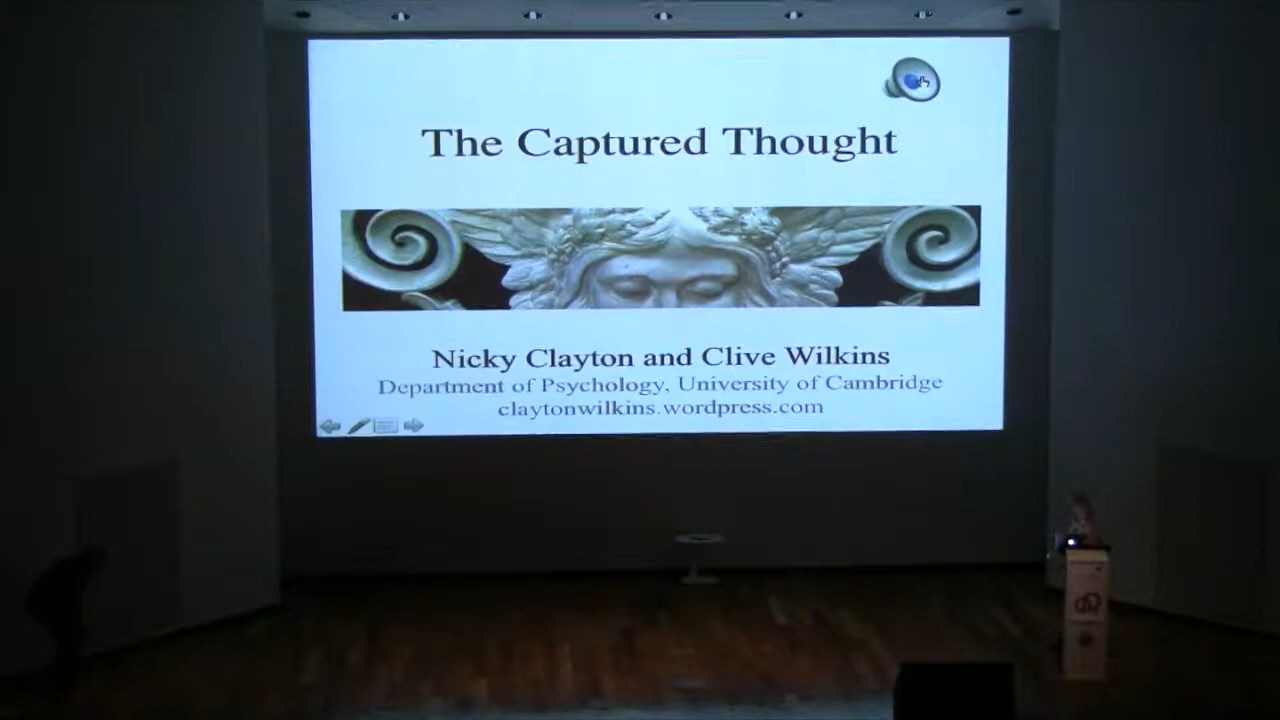 The Captured Thought
Nicky Clayton and Clive Wilkins
Department of Psychology, University of Cambridge
claytonwilkins.wordpress.com